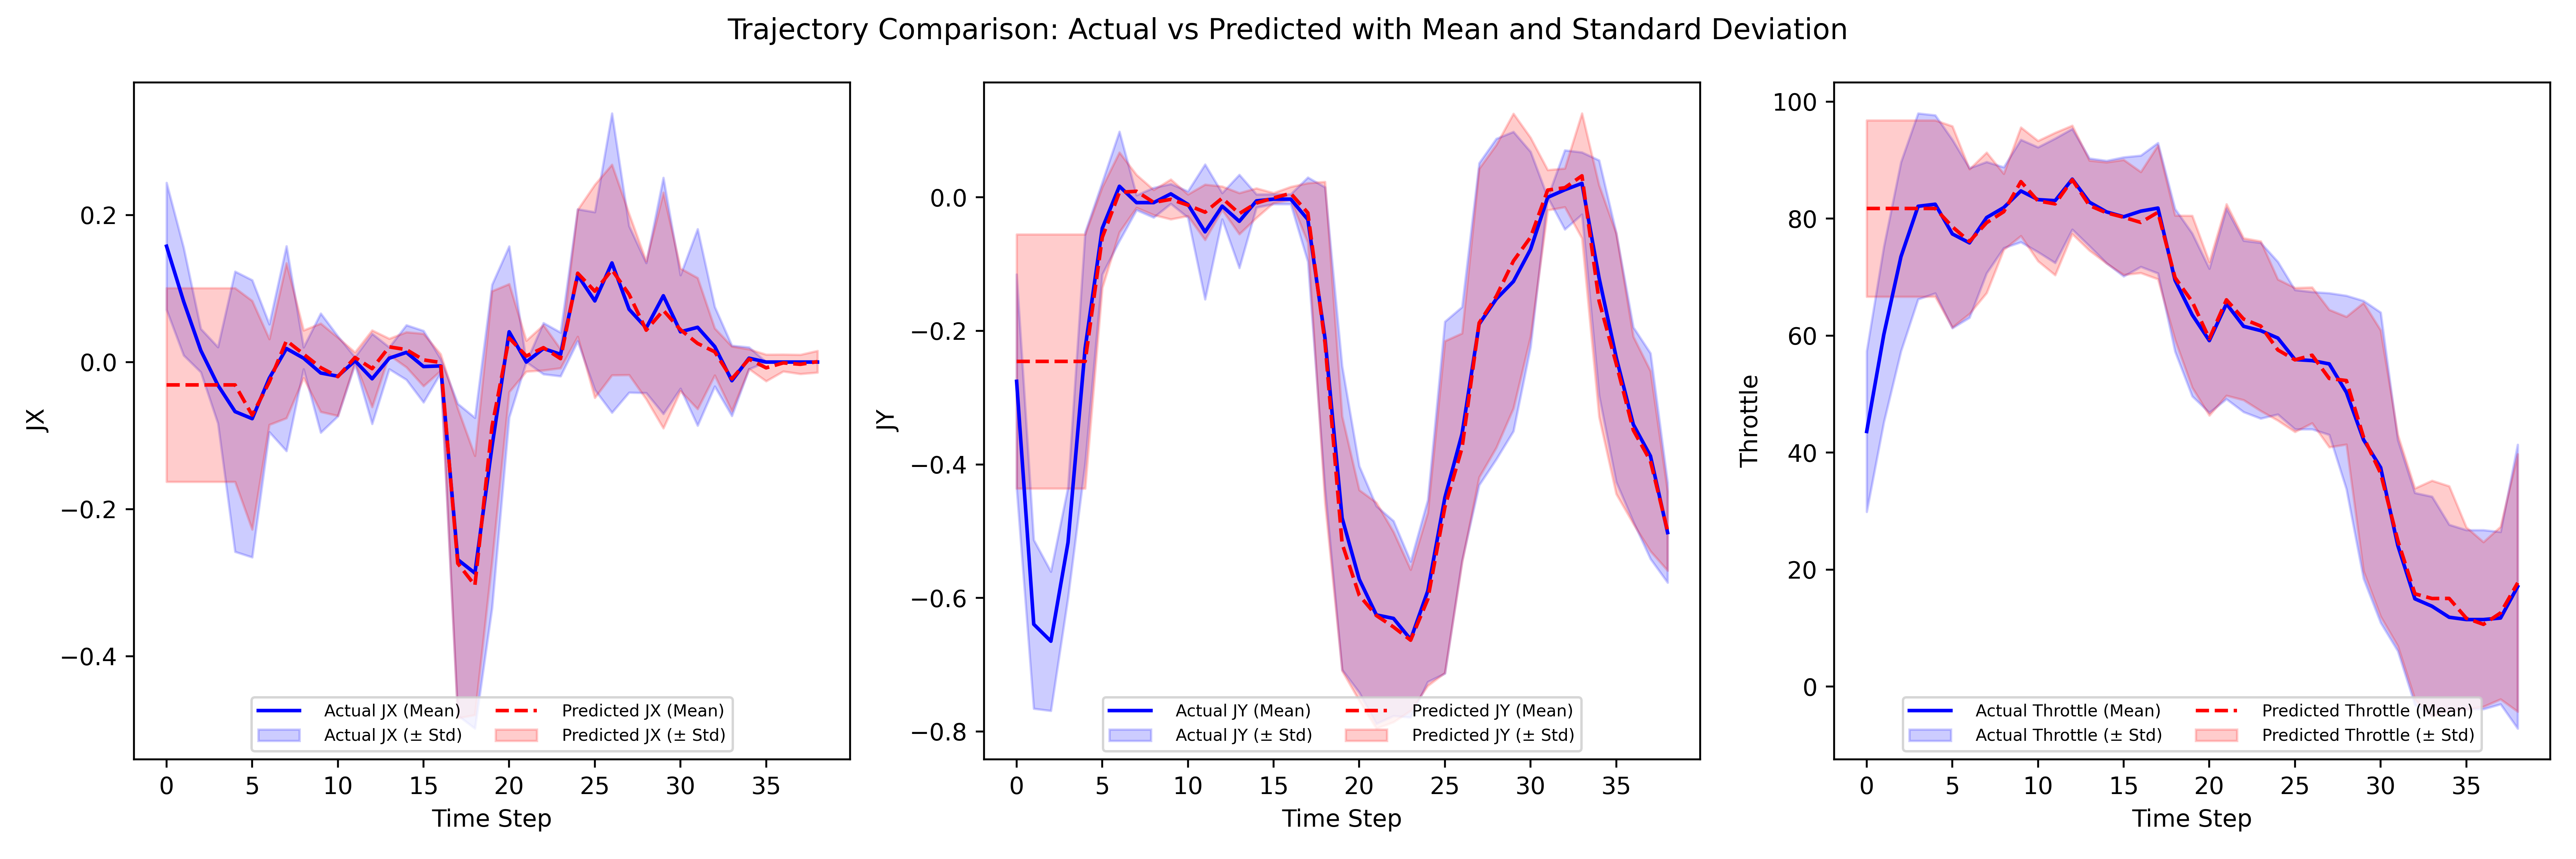 Trajectory Comparison: Actual vs Predicted with Mean and Standard Deviation
JX
0.2
0.0
−0.2
−0.4
0 5 10 15 20 25 30 35
Time Step
Actual JX (Mean) Predicted JX (Mean)
Actual JX (± Std) Predicted JX (± Std)
JY
0.0
−0.2
−0.4
−0.6
−0.8
0 5 10 15 20 25 30 35
Time Step
Actual JY (Mean) Predicted JY (Mean)
Actual JY (± Std) Predicted JY (± Std)
Throttle
100
80
60
40
20
0
0 5 10 15 20 25 30 35
Time Step
Actual Throttle (Mean) Predicted Throttle (Mean)
Actual Throttle (± Std) Predicted Throttle (± Std)